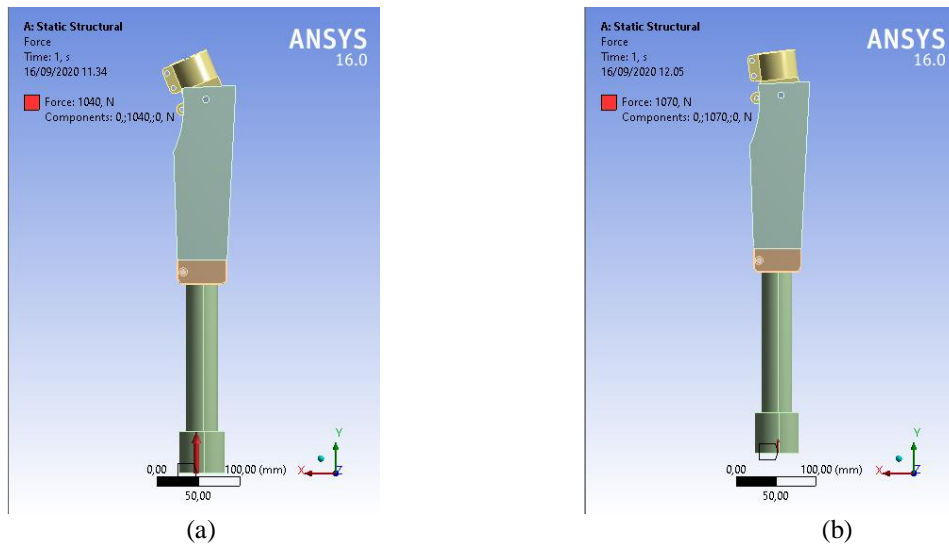 A: Static Structural
Force
Time: 1, s
16/09/2020 11.34
Force: 1040, N
Components: 0,;1040,;0, N
ANSYS
16.0
Y
X
Z
0,00
100,00 (mm)
50,00
(a)
A: Static Structural
Force
Time: 1, s
16/09/2020 12.05
Force: 1070, N
Components: 0,;1070,;0, N
ANSYS
16.0
Y
X
Z
0,00
100,00 (mm)
50,00
(b)